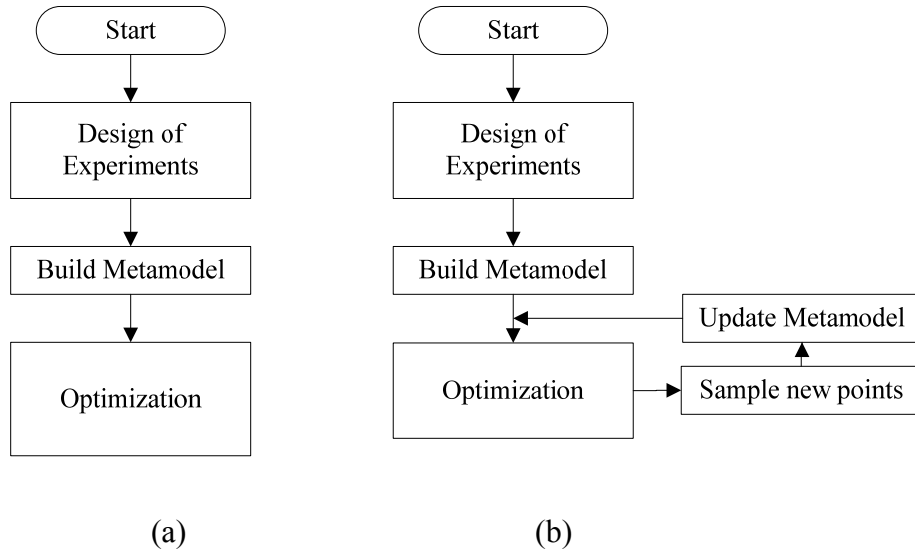 Start
Design of
Experiments
Build Metamodel
Optimization
(a)
Start
Design of
Experiments
Build Metamodel
Update Metamodel
Optimization
Sample new points
(b)